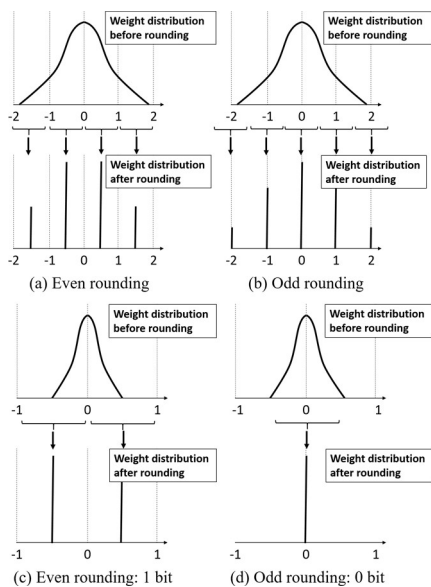 Weight distribution
before rounding
-2 -1 0 1 2
Weight distribution
after rounding
-2 -1 0 1 2
(a) Even rounding
Weight distribution
before rounding
-2 -1 0 1 2
Weight distribution
after rounding
-2 -1 0 1 2
(b) Odd rounding
Weight distribution
before rounding
-1 0 1
Weight distribution
after rounding
-1 0 1
(c) Even rounding: 1 bit
Weight distribution
before rounding
-1 0 1
Weight distribution
after rounding
-1 0 1
(d) Odd rounding: 0 bit